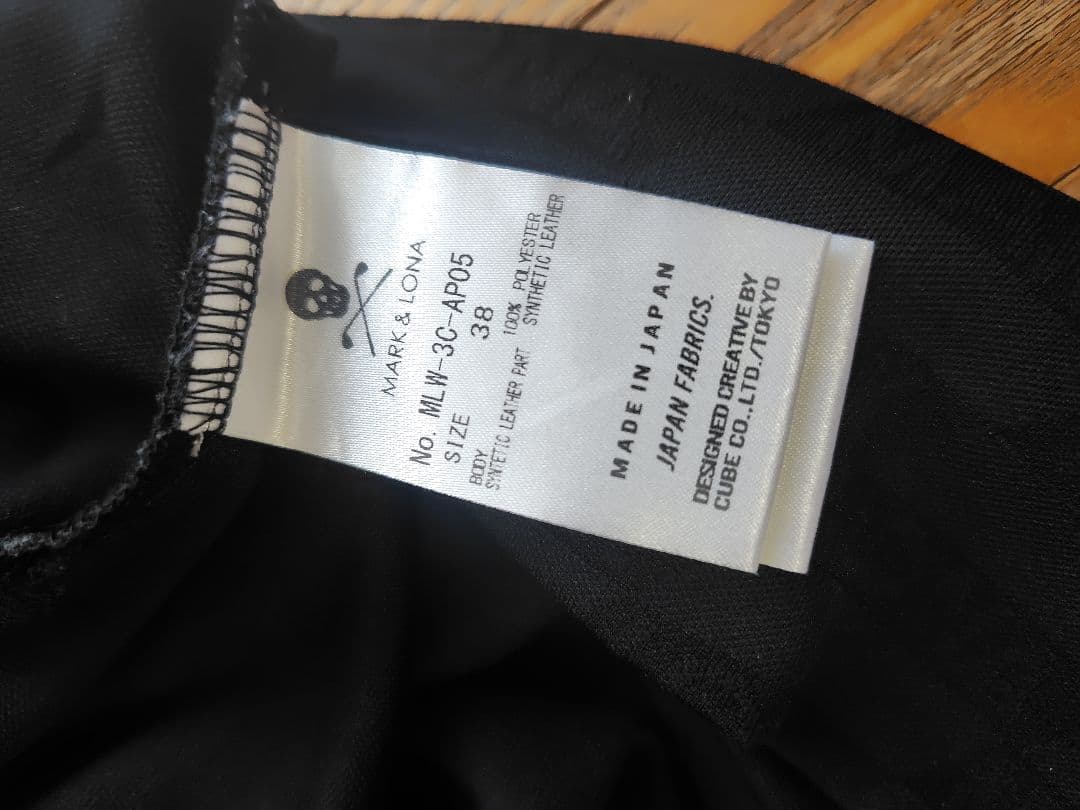 MARK & LONA
No. MLW-3C-AP05
SIZE 38
BODY 100% POLYESTER
SYNTETIC LEATHER PART SYNTHETIC LEATHER
MADE IN JAPAN
JAPAN FABRICS.
DESIGNED CREATIVE BY
CUBE CO.,LTD./TOKYO